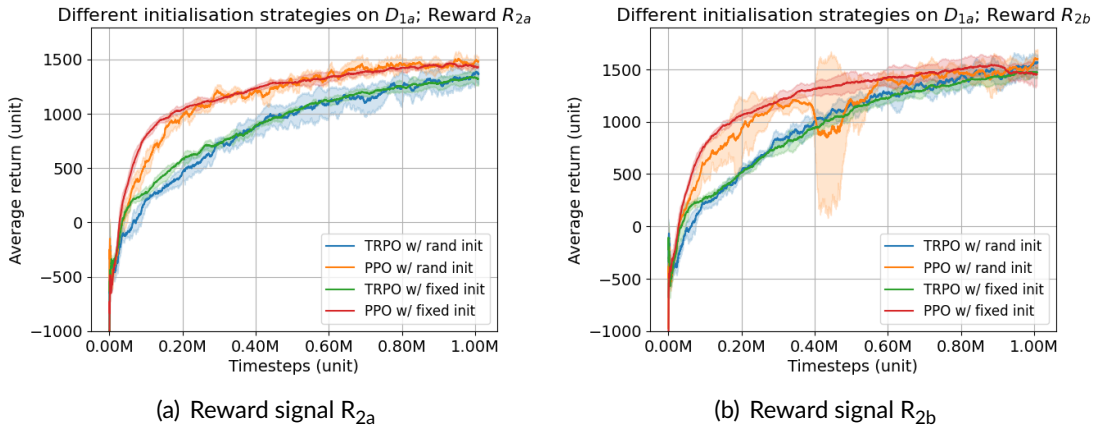 Different initialisation strategies on D1a; Reward R2a
Average return (unit)
1500
1000
500
0
−500
−1000
TRPO w/ rand init
PPO w/ rand init
TRPO w/ fixed init
PPO w/ fixed init
0.00M 0.20M 0.40M 0.60M 0.80M 1.00M
Timesteps (unit)
(a) Reward signal R2a
Different initialisation strategies on D1a; Reward R2b
Average return (unit)
1500
1000
500
0
−500
−1000
TRPO w/ rand init
PPO w/ rand init
TRPO w/ fixed init
PPO w/ fixed init
0.00M 0.20M 0.40M 0.60M 0.80M 1.00M
Timesteps (unit)
(b) Reward signal R2b